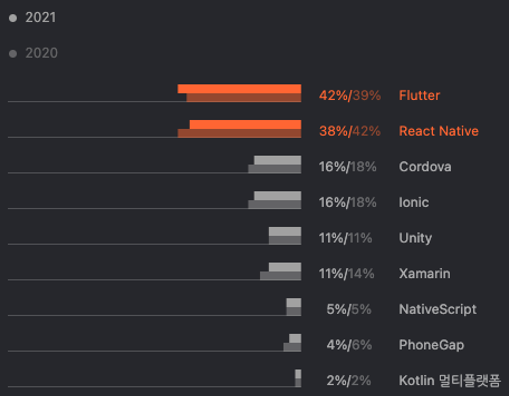 2021
2020
42%/39% Flutter
38%/42% React Native
16%/18% Cordova
16%/18% Ionic
11%/11% Unity
11%/14% Xamarin
5%/5% NativeScript
4%/6% PhoneGap
2%/2% Kotlin 멀티플랫폼